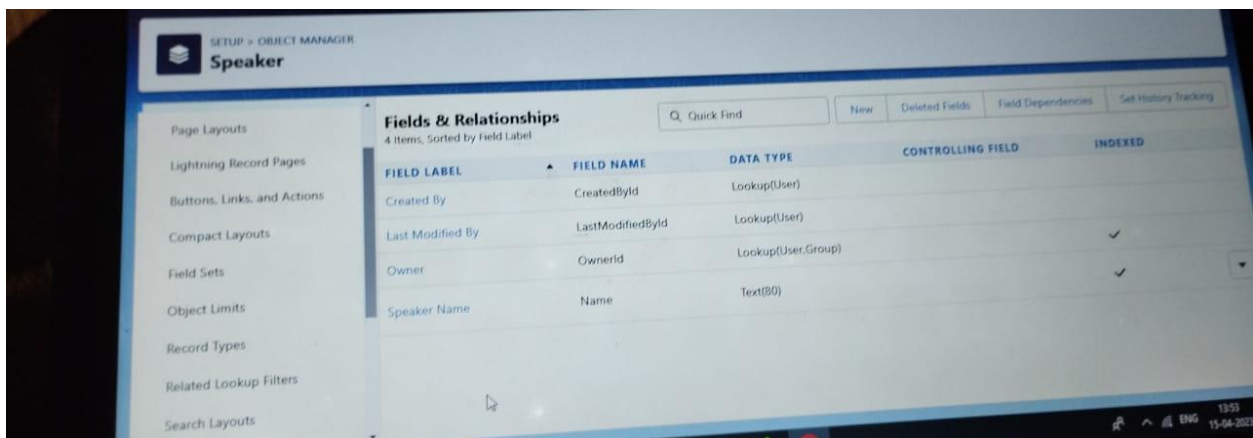 SETUP > OBJECT MANAGER
Speaker
Page Layouts
Lightning Record Pages
Buttons, Links, and Actions
Compact Layouts
Field Sets
Object Limits
Record Types
Related Lookup Filters
Search Layouts
Fields & Relationships
4 Items, Sorted by Field Label
Quick Find
New
Deleted Fields
Field Dependencies
Set History Tracking
FIELD LABEL FIELD NAME DATA TYPE CONTROLLING FIELD INDEXED
Created By CreatedById Lookup(User)
Last Modified By LastModifiedById Lookup(User)
Owner OwnerId Lookup(User,Group)
Speaker Name Name Text(80)
ENG
13:53